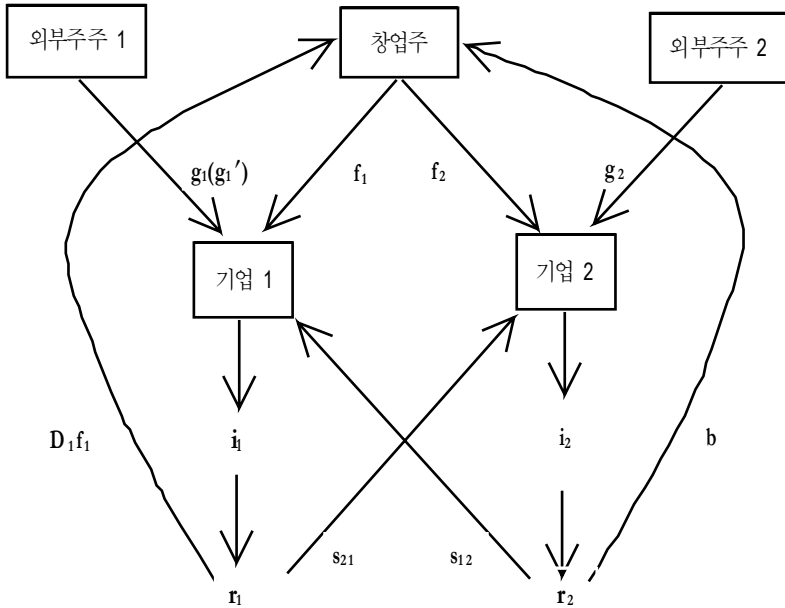 외부주주 1
창업주
외부주주 2
g₁(g₁′)
f₁
f₂
g₂
기업 1
기업 2
D₁f₁
i₁
i₂
b
s₂₁
s₁₂
r₁
r₂